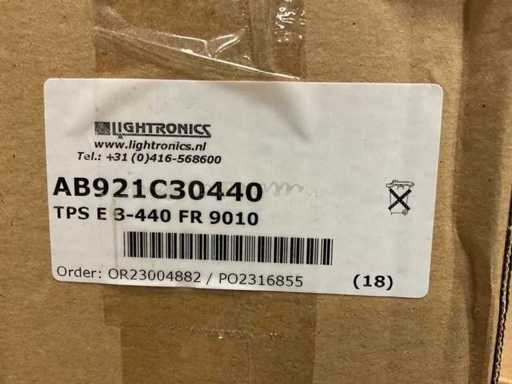 LIGHTRONICS
www.lightronics.nl
Tel.: +31 (0)416-568600
AB921C30440
TPS E 3-440 FR 9010
Order: OR23004882 / PO2316855
(18)